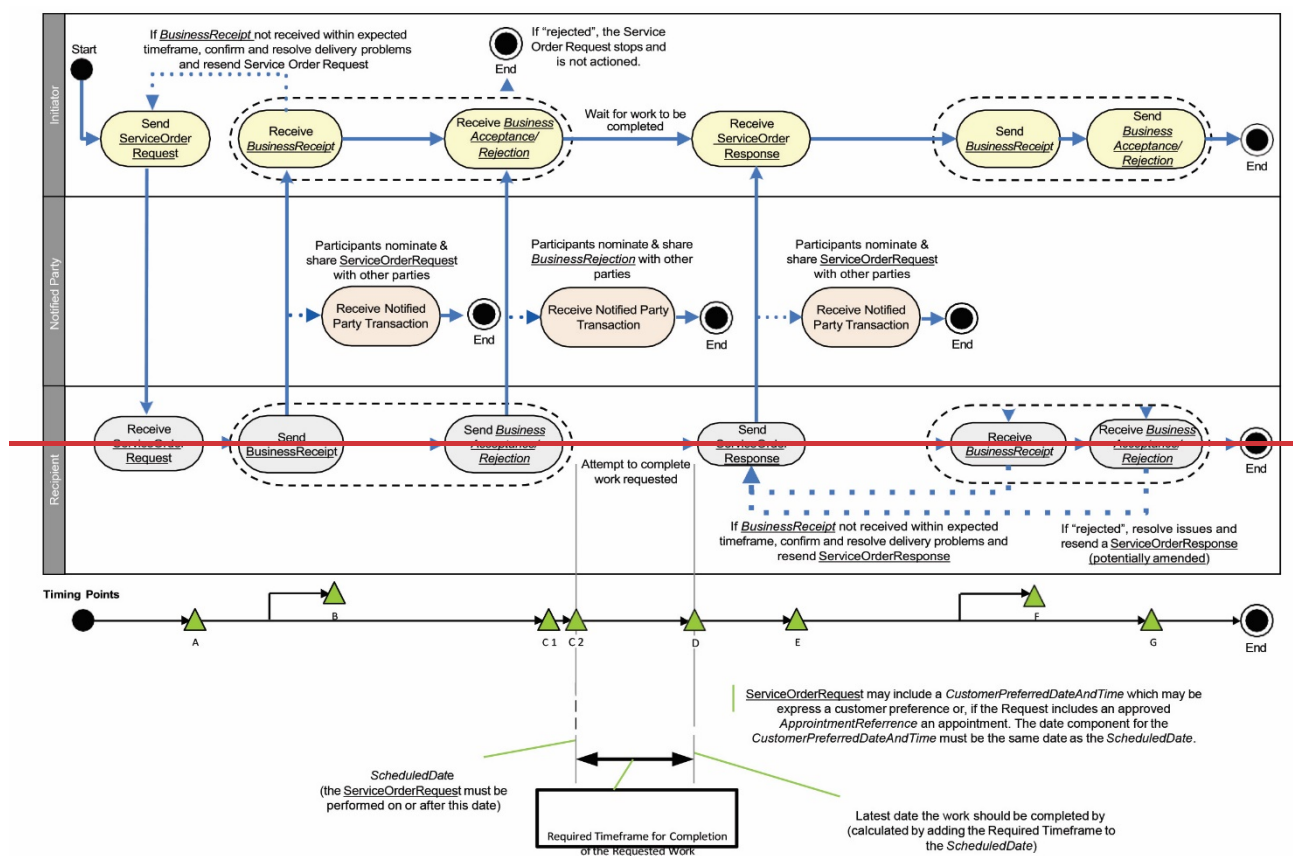 If BusinessReceipt not received within expected
timeframe, confirm and resolve delivery problems
and resend Service Order Request
If “rejected”, the Service
Order Request stops and
is not actioned.
Start
End
Initiator
Send
ServiceOrder
Request
Receive
BusinessReceipt
Receive Business
Acceptance/
Rejection
Wait for work to be
completed
Receive
ServiceOrder
Response
Send
BusinessReceipt
Send
Business
Acceptance/
Rejection
End
Notified Party
Participants nominate &
share ServiceOrderRequest
with other parties
Receive Notified
Party Transaction
End
Participants nominate & share
BusinessRejection with other
parties
Receive Notified Party
Transaction
End
Participants nominate &
share ServiceOrderRequest
with other parties
Receive Notified
Party Transaction
End
Recipient
Receive
ServiceOrder
Request
Send
BusinessReceipt
Send Business
Acceptance/
Rejection
Attempt to complete
work requested
Send
ServiceOrder
Response
Receive
BusinessReceipt
Receive Business
Acceptance/
Rejection
End
If BusinessReceipt not received within expected
timeframe, confirm and resolve delivery problems and
resend ServiceOrderResponse
If “rejected”, resolve issues and
resend a ServiceOrderResponse
(potentially amended)
Timing Points
A
B
C 1
C 2
D
E
F
G
End
ServiceOrderRequest may include a CustomerPreferredDateAndTime which may be
express a customer preference or, if the Request includes an approved
AppointmentReferrence an appointment. The date component for the
CustomerPreferredDateAndTime must be the same date as the ScheduledDate.
ScheduledDate
(the ServiceOrderRequest must be
performed on or after this date)
Required Timeframe for Completion
of the Requested Work
Latest date the work should be completed by
(calculated by adding the Required Timeframe to
the ScheduledDate)